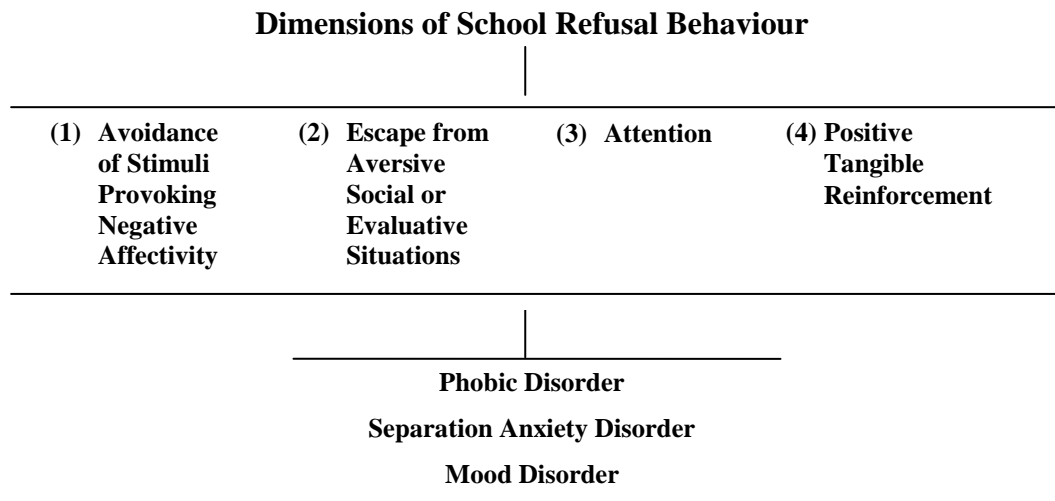 Dimensions of School Refusal Behaviour
(1) Avoidance
of Stimuli
Provoking
Negative
Affectivity
(2) Escape from
Aversive
Social or
Evaluative
Situations
(3) Attention
(4) Positive
Tangible
Reinforcement
Phobic Disorder
Separation Anxiety Disorder
Mood Disorder